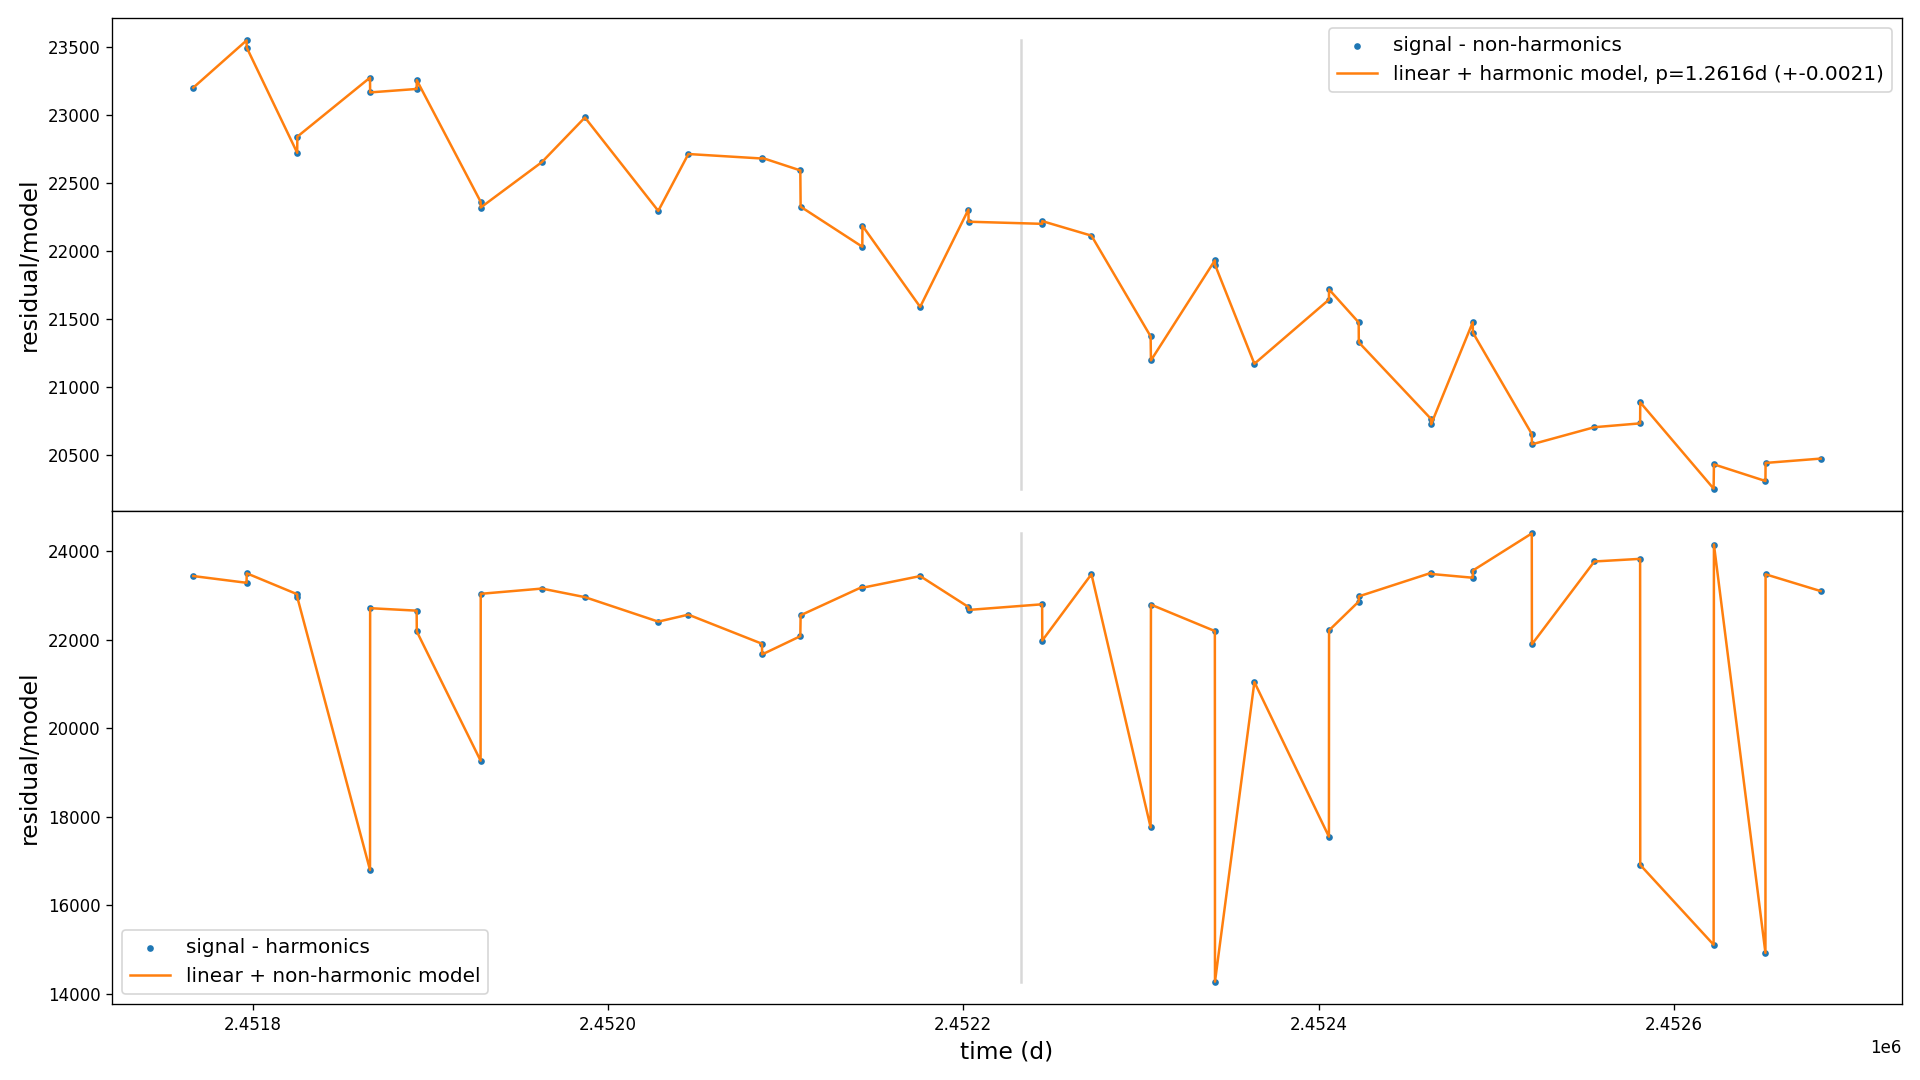 signal - non-harmonics
linear + harmonic model, p=1.2616d (+-0.0021)
residual/model
23500
23000
22500
22000
21500
21000
20500
residual/model
24000
22000
20000
18000
16000
14000
signal - harmonics
linear + non-harmonic model
2.4518 2.4520 2.4522 2.4524 2.4526
time (d)
1e6